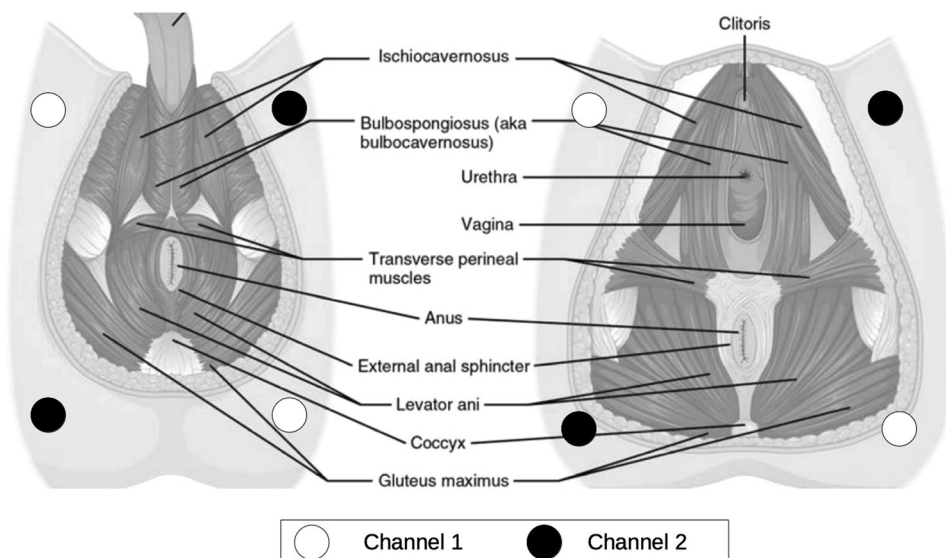 Clitoris
Ischiocavernosus
Bulbospongiosus (aka
bulbocavernosus)
Urethra
Vagina
Transverse perineal
muscles
Anus
External anal sphincter
Levator ani
Coccyx
Gluteus maximus
Channel 1
Channel 2